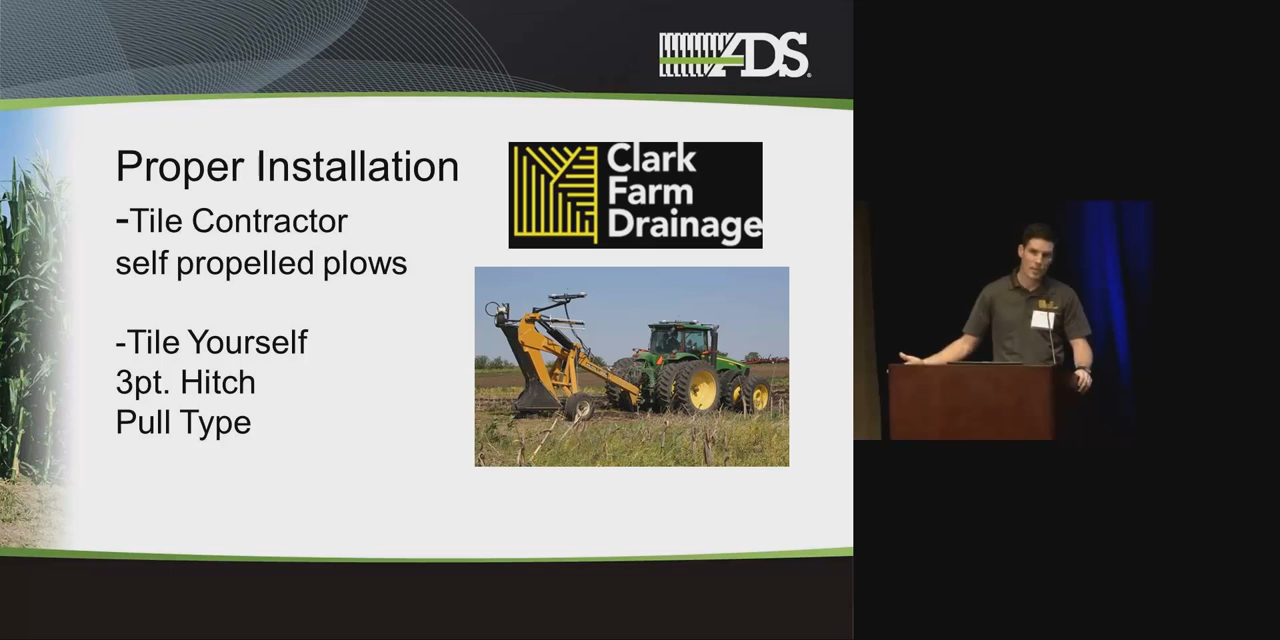 ADS
Proper Installation
-Tile Contractor
self propelled plows
-Tile Yourself
3pt. Hitch
Pull Type
Clark
Farm
Drainage